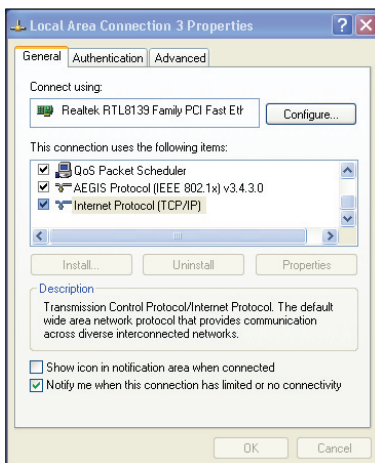 Local Area Connection 3 Properties
General Authentication Advanced
Connect using:
Realtek RTL8139 Family PCI Fast Eth
Configure...
This connection uses the following items:
QoS Packet Scheduler
AEGIS Protocol (IEEE 802.1x) v3.4.3.0
Internet Protocol (TCP/IP)
Install... Uninstall Properties
Description
Transmission Control Protocol/Internet Protocol. The default
wide area network protocol that provides communication
across diverse interconnected networks.
Show icon in notification area when connected
Notify me when this connection has limited or no connectivity
OK Cancel